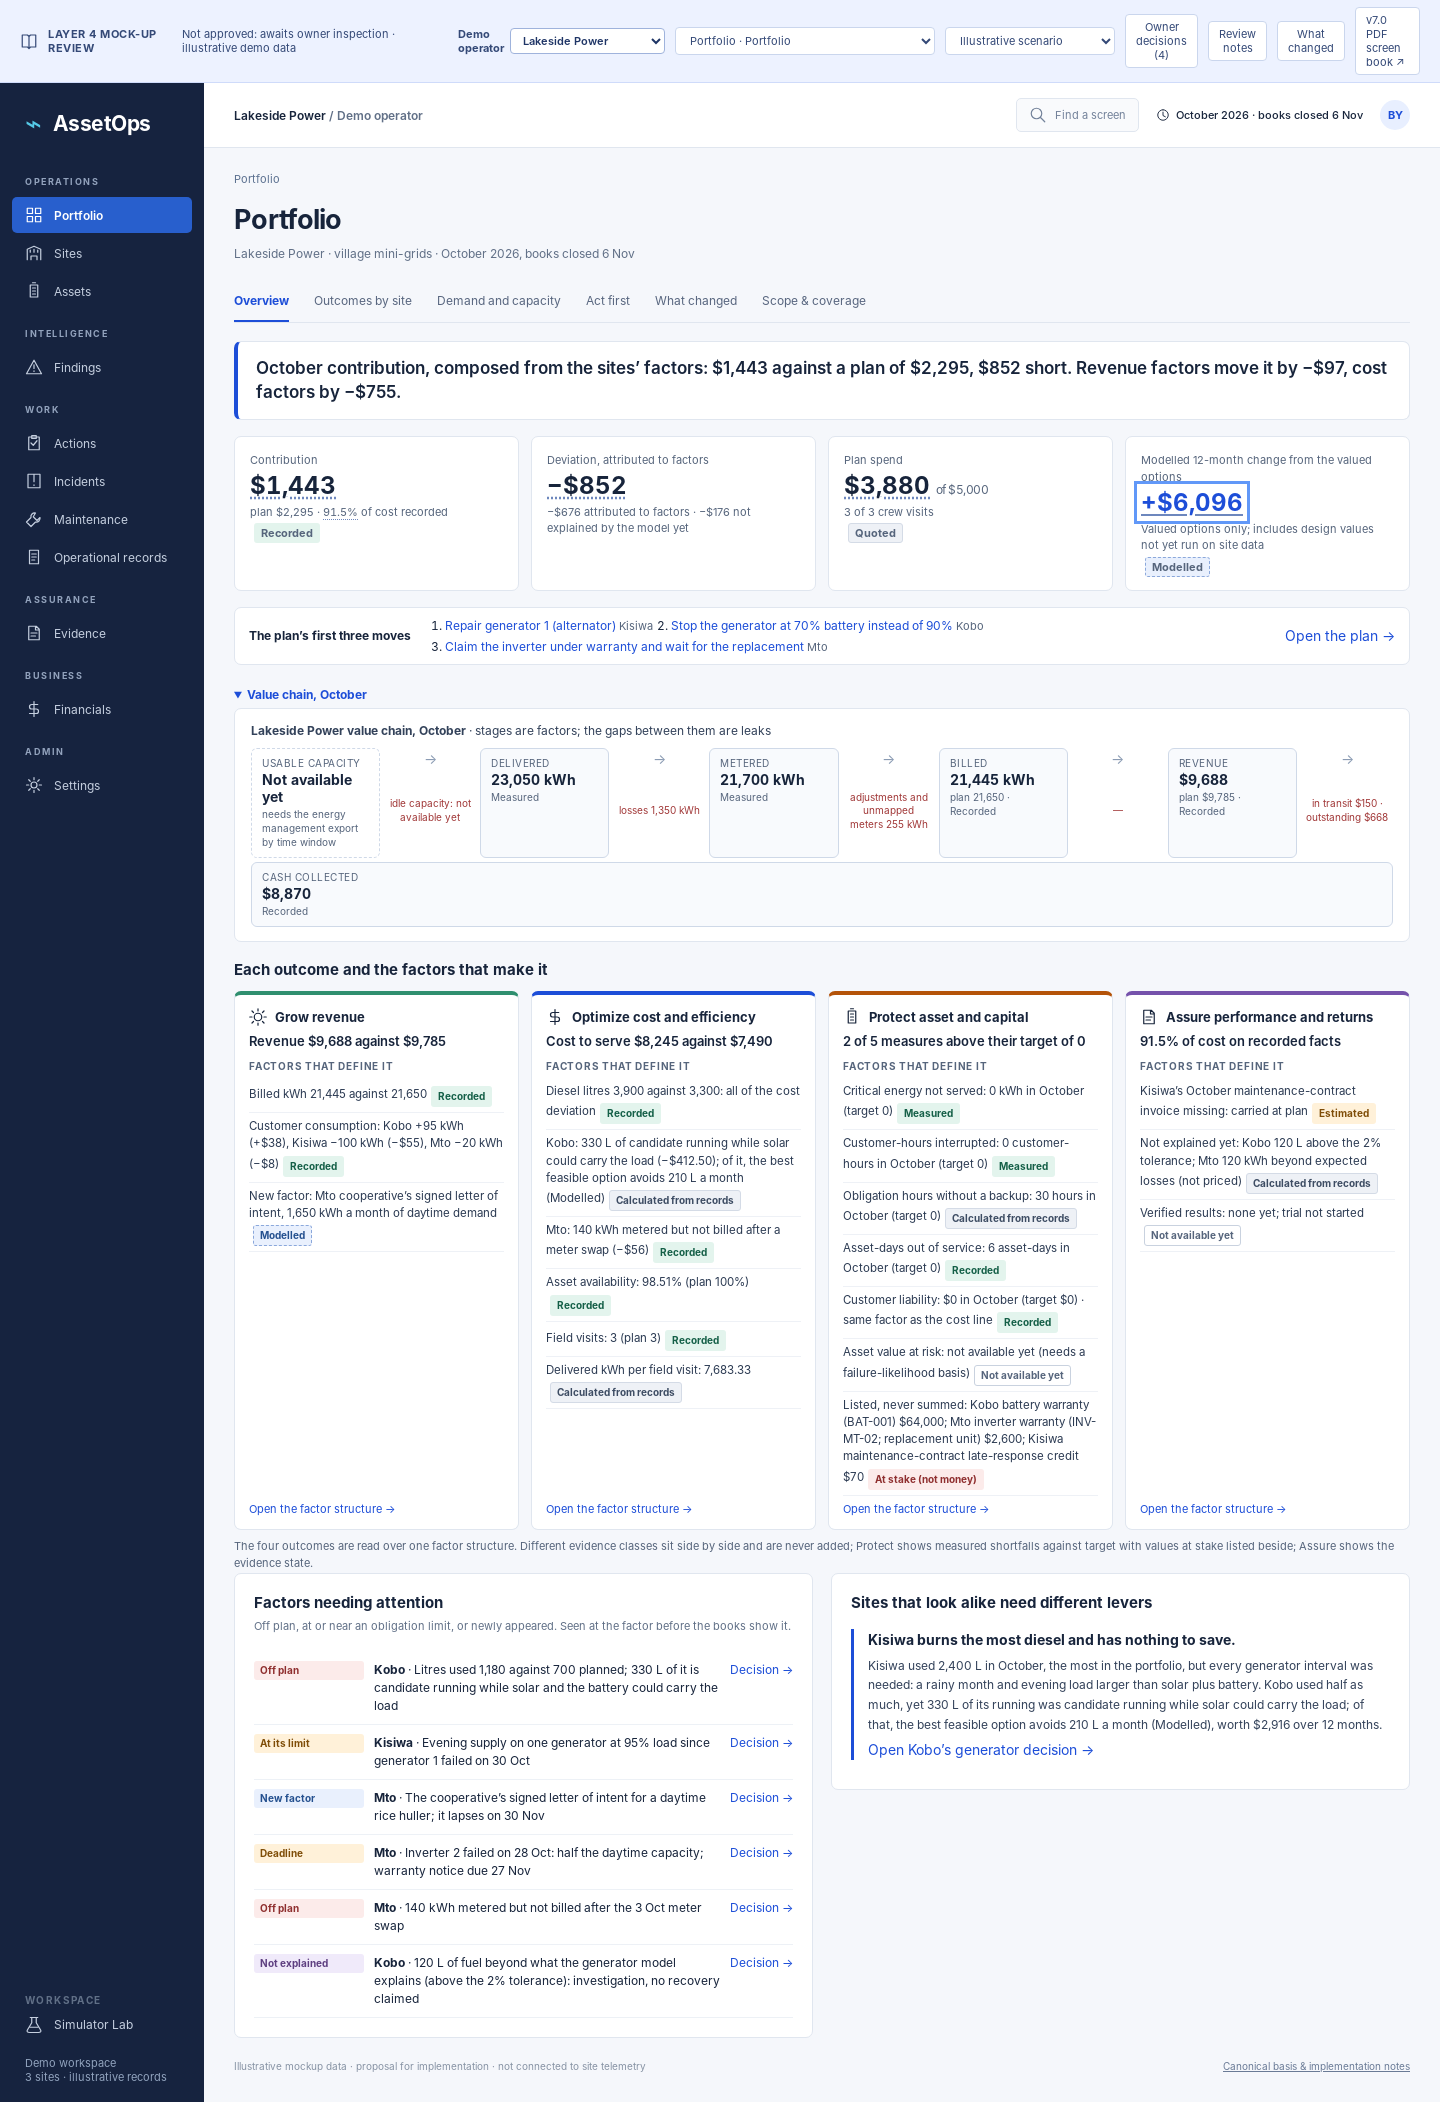 LAYER 4 MOCK-UP
REVIEW
Not approved: awaits owner inspection ·
illustrative demo data
Demo
operator
Lakeside Power
Portfolio · Portfolio
Illustrative scenario
Owner
decisions
(4)
Review
notes
What
changed
v7.0
PDF
screen
book ↗
AssetOps
Lakeside Power / Demo operator
Find a screen
October 2026 · books closed 6 Nov
BY
OPERATIONS
Portfolio
Sites
Assets
INTELLIGENCE
Findings
WORK
Actions
Incidents
Maintenance
Operational records
ASSURANCE
Evidence
BUSINESS
Financials
ADMIN
Settings
WORKSPACE
Simulator Lab
Demo workspace
3 sites · illustrative records
Portfolio
Portfolio
Lakeside Power · village mini-grids · October 2026, books closed 6 Nov
Overview
Outcomes by site
Demand and capacity
Act first
What changed
Scope & coverage
October contribution, composed from the sites’ factors: $1,443 against a plan of $2,295, $852 short. Revenue factors move it by −$97, cost
factors by −$755.
Contribution
$1,443
plan $2,295 · 91.5% of cost recorded
Recorded
Deviation, attributed to factors
−$852
−$676 attributed to factors · −$176 not
explained by the model yet
Plan spend
$3,880 of $5,000
3 of 3 crew visits
Quoted
Modelled 12-month change from the valued
options
+$6,096
Valued options only; includes design values
not yet run on site data
Modelled
The plan’s first three moves
1. Repair generator 1 (alternator) Kisiwa 2. Stop the generator at 70% battery instead of 90% Kobo
3. Claim the inverter under warranty and wait for the replacement Mto
Open the plan →
▼ Value chain, October
Lakeside Power value chain, October · stages are factors; the gaps between them are leaks
USABLE CAPACITY
Not available
yet
needs the energy
management export
by time window
→
idle capacity: not
available yet
DELIVERED
23,050 kWh
Measured
→
losses 1,350 kWh
METERED
21,700 kWh
Measured
→
adjustments and
unmapped
meters 255 kWh
BILLED
21,445 kWh
plan 21,650 ·
Recorded
→
—
REVENUE
$9,688
plan $9,785 ·
Recorded
→
in transit $150 ·
outstanding $668
CASH COLLECTED
$8,870
Recorded
Each outcome and the factors that make it
Grow revenue
Revenue $9,688 against $9,785
FACTORS THAT DEFINE IT
Billed kWh 21,445 against 21,650 Recorded
Customer consumption: Kobo +95 kWh
(+$38), Kisiwa −100 kWh (−$55), Mto −20 kWh
(−$8) Recorded
New factor: Mto cooperative’s signed letter of
intent, 1,650 kWh a month of daytime demand
Modelled
Open the factor structure →
Optimize cost and efficiency
Cost to serve $8,245 against $7,490
FACTORS THAT DEFINE IT
Diesel litres 3,900 against 3,300: all of the cost
deviation Recorded
Kobo: 330 L of candidate running while solar
could carry the load (−$412.50); of it, the best
feasible option avoids 210 L a month
(Modelled) Calculated from records
Mto: 140 kWh metered but not billed after a
meter swap (−$56) Recorded
Asset availability: 98.51% (plan 100%)
Recorded
Field visits: 3 (plan 3) Recorded
Delivered kWh per field visit: 7,683.33
Calculated from records
Open the factor structure →
Protect asset and capital
2 of 5 measures above their target of 0
FACTORS THAT DEFINE IT
Critical energy not served: 0 kWh in October
(target 0) Measured
Customer-hours interrupted: 0 customer-
hours in October (target 0) Measured
Obligation hours without a backup: 30 hours in
October (target 0) Calculated from records
Asset-days out of service: 6 asset-days in
October (target 0) Recorded
Customer liability: $0 in October (target $0) ·
same factor as the cost line Recorded
Asset value at risk: not available yet (needs a
failure-likelihood basis) Not available yet
Listed, never summed: Kobo battery warranty
(BAT-001) $64,000; Mto inverter warranty (INV-
MT-02; replacement unit) $2,600; Kisiwa
maintenance-contract late-response credit
$70 At stake (not money)
Open the factor structure →
Assure performance and returns
91.5% of cost on recorded facts
FACTORS THAT DEFINE IT
Kisiwa’s October maintenance-contract
invoice missing: carried at plan Estimated
Not explained yet: Kobo 120 L above the 2%
tolerance; Mto 120 kWh beyond expected
losses (not priced) Calculated from records
Verified results: none yet; trial not started
Not available yet
Open the factor structure →
The four outcomes are read over one factor structure. Different evidence classes sit side by side and are never added; Protect shows measured shortfalls against target with values at stake listed beside; Assure shows the
evidence state.
Factors needing attention
Off plan, at or near an obligation limit, or newly appeared. Seen at the factor before the books show it.
Off plan
Kobo · Litres used 1,180 against 700 planned; 330 L of it is
candidate running while solar and the battery could carry the
load
Decision →
At its limit
Kisiwa · Evening supply on one generator at 95% load since
generator 1 failed on 30 Oct
Decision →
New factor
Mto · The cooperative’s signed letter of intent for a daytime
rice huller; it lapses on 30 Nov
Decision →
Deadline
Mto · Inverter 2 failed on 28 Oct: half the daytime capacity;
warranty notice due 27 Nov
Decision →
Off plan
Mto · 140 kWh metered but not billed after the 3 Oct meter
swap
Decision →
Not explained
Kobo · 120 L of fuel beyond what the generator model
explains (above the 2% tolerance): investigation, no recovery
claimed
Decision →
Sites that look alike need different levers
Kisiwa burns the most diesel and has nothing to save.
Kisiwa used 2,400 L in October, the most in the portfolio, but every generator interval was
needed: a rainy month and evening load larger than solar plus battery. Kobo used half as
much, yet 330 L of its running was candidate running while solar could carry the load; of
that, the best feasible option avoids 210 L a month (Modelled), worth $2,916 over 12 months.
Open Kobo’s generator decision →
Illustrative mockup data · proposal for implementation · not connected to site telemetry
Canonical basis & implementation notes